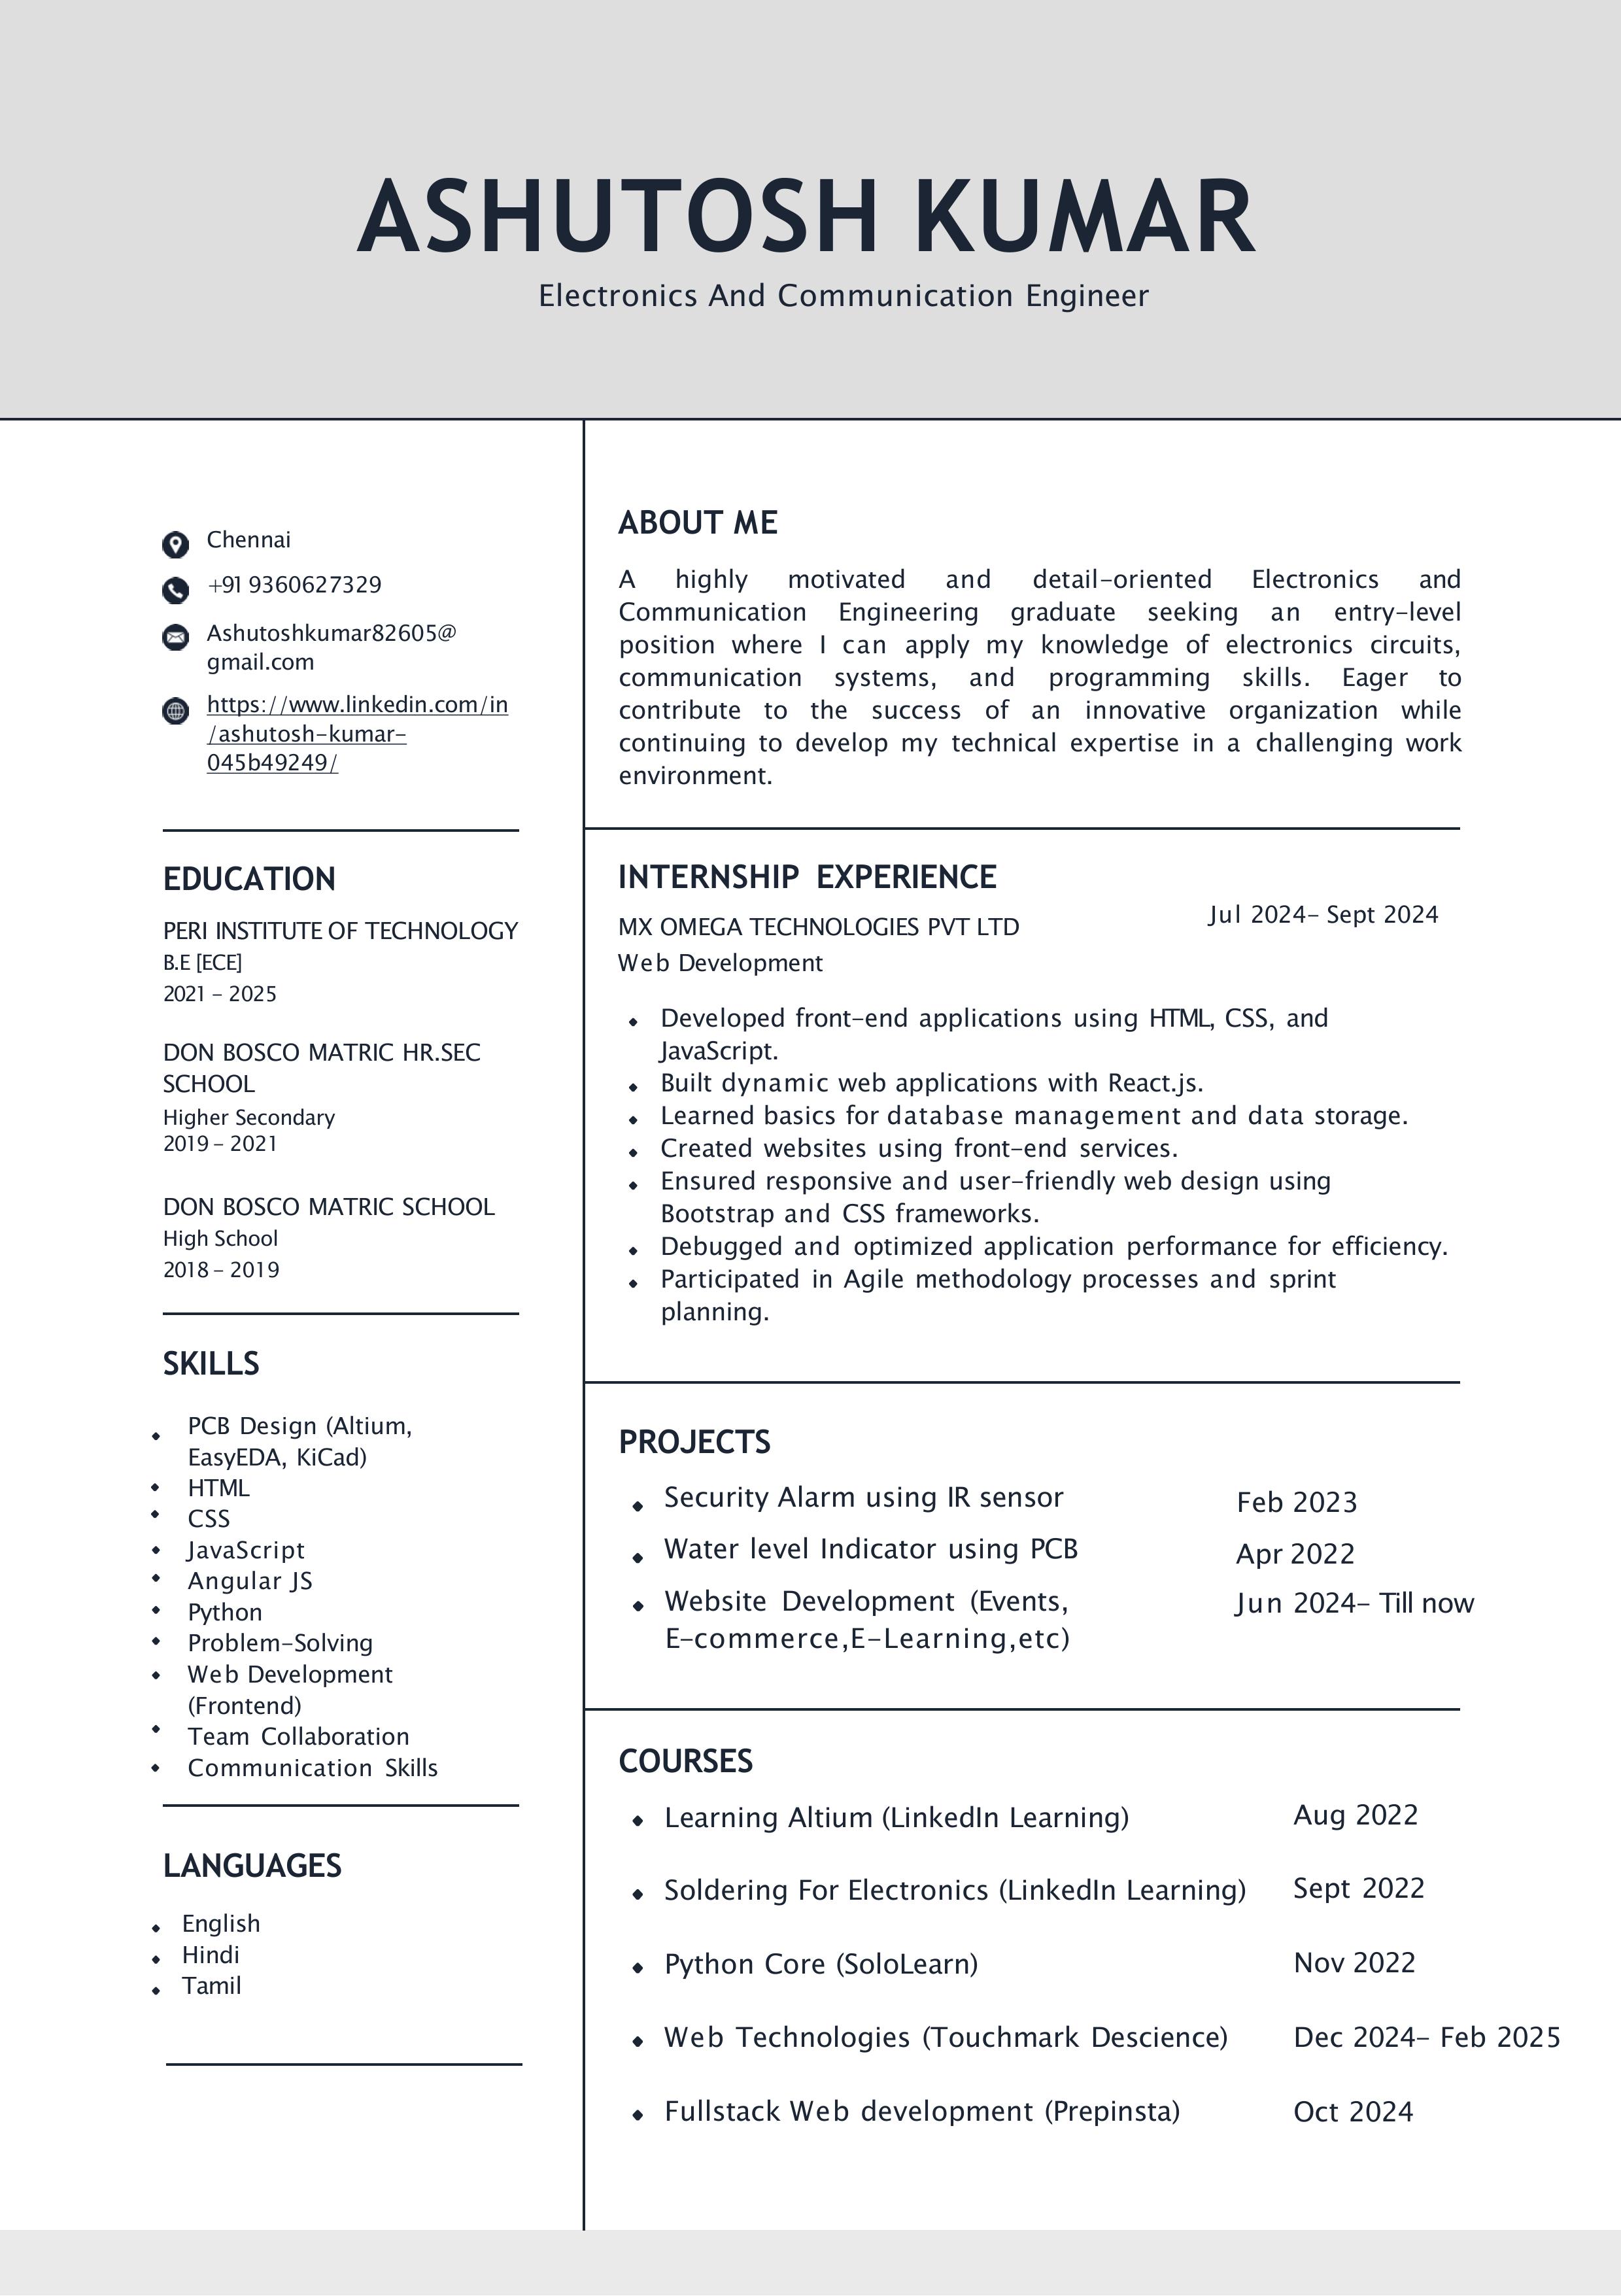 ASHUTOSH KUMAR
Electronics And Communication Engineer
Chennai
+91 9360627329
Ashutoshkumar82605@
gmail.com
https://www.linkedin.com/in
/ashutosh-kumar-
045b49249/
EDUCATION
PERI INSTITUTE OF TECHNOLOGY
B.E [ECE]
2021 – 2025
DON BOSCO MATRIC HR.SEC
SCHOOL
Higher Secondary
2019 – 2021
DON BOSCO MATRIC SCHOOL
High School
2018 – 2019
SKILLS
• PCB Design (Altium,
EasyEDA, KiCad)
• HTML
• CSS
• JavaScript
• Angular JS
• Python
• Problem-Solving
• Web Development
(Frontend)
• Team Collaboration
• Communication Skills
LANGUAGES
• English
• Hindi
• Tamil
ABOUT ME
A highly motivated and detail-oriented Electronics and
Communication Engineering graduate seeking an entry-level
position where I can apply my knowledge of electronics circuits,
communication systems, and programming skills. Eager to
contribute to the success of an innovative organization while
continuing to develop my technical expertise in a challenging work
environment.
INTERNSHIP EXPERIENCE
MX OMEGA TECHNOLOGIES PVT LTD Jul 2024– Sept 2024
Web Development
• Developed front-end applications using HTML, CSS, and
JavaScript.
• Built dynamic web applications with React.js.
• Learned basics for database management and data storage.
• Created websites using front-end services.
• Ensured responsive and user-friendly web design using
Bootstrap and CSS frameworks.
• Debugged and optimized application performance for efficiency.
• Participated in Agile methodology processes and sprint
planning.
PROJECTS
• Security Alarm using IR sensor Feb 2023
• Water level Indicator using PCB Apr 2022
• Website Development (Events, Jun 2024– Till now
E-commerce,E-Learning,etc)
COURSES
• Learning Altium (LinkedIn Learning) Aug 2022
• Soldering For Electronics (LinkedIn Learning) Sept 2022
• Python Core (SoloLearn) Nov 2022
• Web Technologies (Touchmark Descience) Dec 2024– Feb 2025
• Fullstack Web development (Prepinsta) Oct 2024